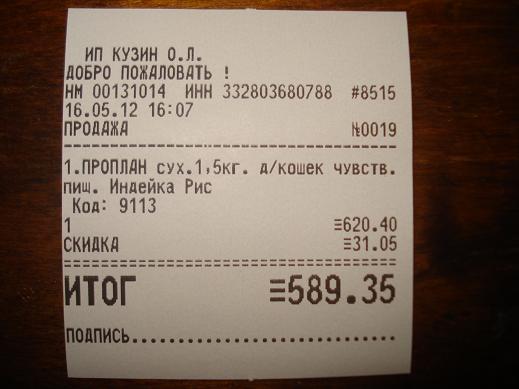 ИП КУЗИН О.Л.
ДОБРО ПОЖАЛОВАТЬ !
НМ 00131014 ИНН 332803680788 #8515
16.05.12 16:07
ПРОДАЖА №0019
1.ПРОПЛАН сух.1,5кг. д/кошек чувств.
пищ. Индейка Рис
Код: 9113
1 ≡620.40
СКИДКА ≡31.05
ИТОГ ≡589.35
ПОДПИСЬ................................